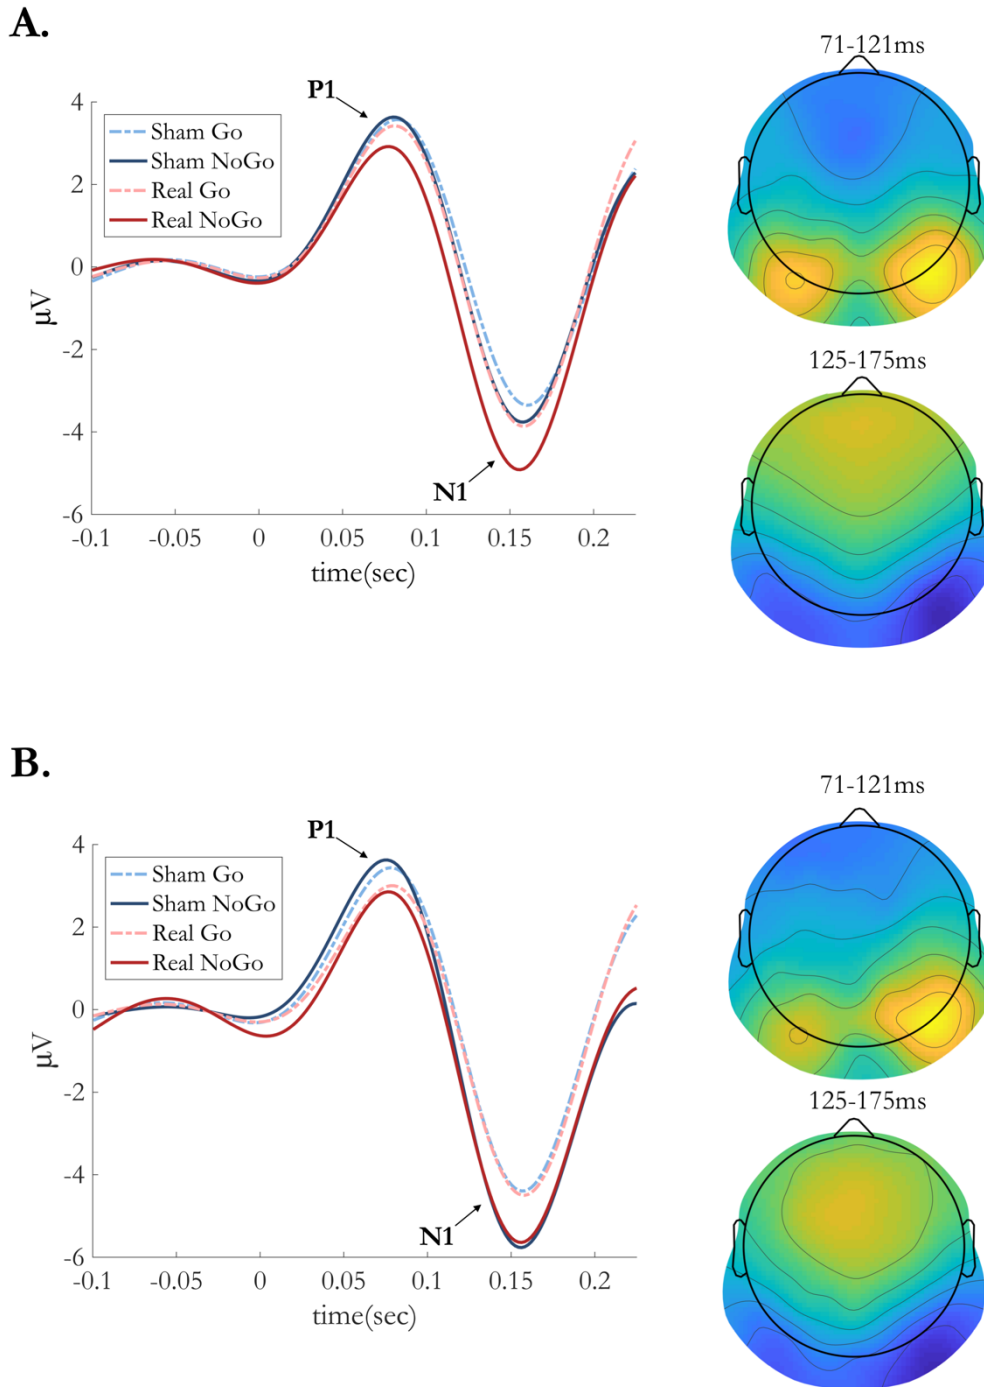 A.
71-121ms
P1
4
2
0
-2
-4
-6
μV
Sham Go
Sham NoGo
Real Go
Real NoGo
N1
-0.1 -0.05 0 0.05 0.1 0.15 0.2
time(sec)
125-175ms
B.
71-121ms
P1
4
2
0
-2
-4
-6
μV
Sham Go
Sham NoGo
Real Go
Real NoGo
N1
-0.1 -0.05 0 0.05 0.1 0.15 0.2
time(sec)
125-175ms